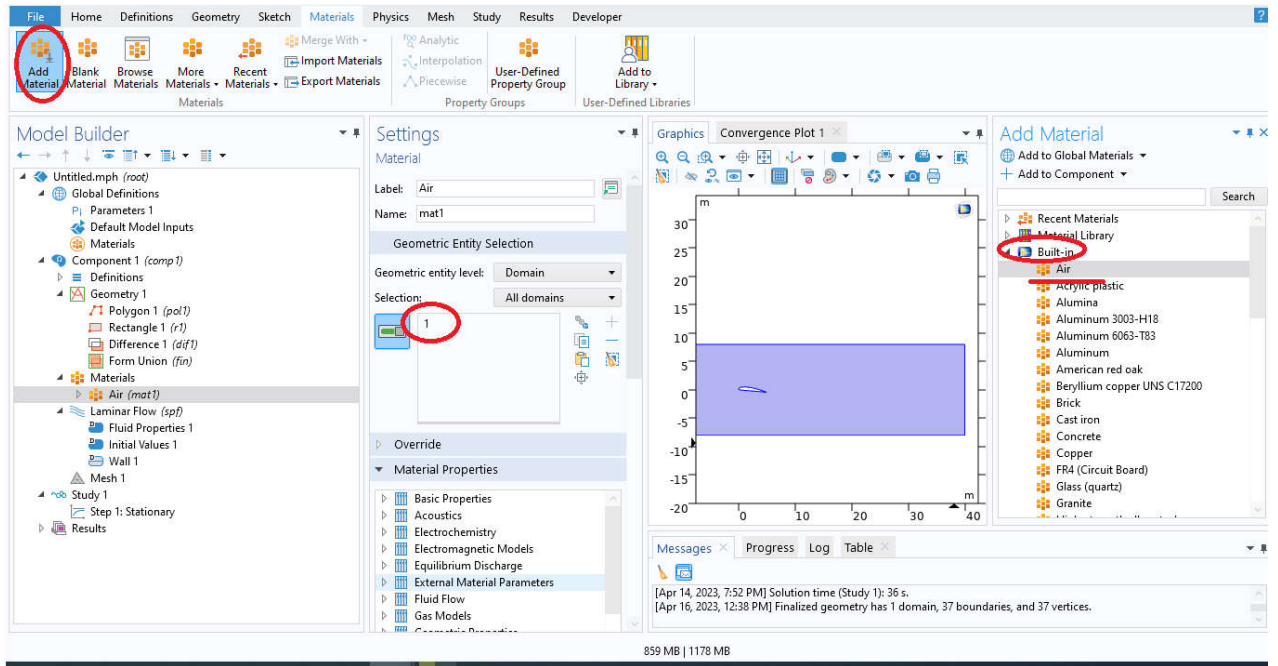 File Home Definitions Geometry Sketch Materials Physics Mesh Study Results Developer ?
Add Material
Blank Material
Browse Materials
More Materials
Recent Materials
Merge With
Import Materials
Export Materials
Materials
Analytic
Interpolation
Piecewise
User-Defined Property Group
Property Groups
Add to Library
User-Defined Libraries
Model Builder
Untitled.mph (root)
Global Definitions
Pi Parameters 1
Default Model Inputs
Materials
Component 1 (comp1)
Definitions
Geometry 1
Polygon 1 (pol1)
Rectangle 1 (r1)
Difference 1 (dif1)
Form Union (fin)
Materials
Air (mat1)
Laminar Flow (spf)
Fluid Properties 1
Initial Values 1
Wall 1
Mesh 1
Study 1
Step 1: Stationary
Results
Settings
Material
Label: Air
Name: mat1
Geometric Entity Selection
Geometric entity level: Domain
Selection: All domains
1
Override
Material Properties
Basic Properties
Acoustics
Electrochemistry
Electromagnetic Models
Equilibrium Discharge
External Material Parameters
Fluid Flow
Gas Models
Graphics Convergence Plot 1
m
30
25
20
15
10
5
0
-5
-10
-15
-20
m
0 10 20 30 40
Messages Progress Log Table
[Apr 14, 2023, 7:52 PM] Solution time (Study 1): 36 s.
[Apr 16, 2023, 12:38 PM] Finalized geometry has 1 domain, 37 boundaries, and 37 vertices.
Add Material
Add to Global Materials
Add to Component
Search
Recent Materials
Material Library
Built-in
Air
Acrylic plastic
Alumina
Aluminum 3003-H18
Aluminum 6063-T83
Aluminum
American red oak
Beryllium copper UNS C17200
Brick
Cast iron
Concrete
Copper
FR4 (Circuit Board)
Glass (quartz)
Granite
859 MB | 1178 MB